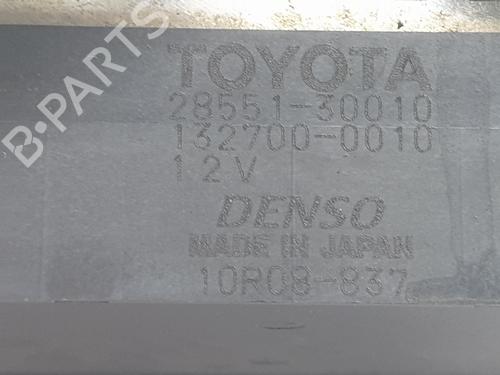 B-PARTS
TOYOTA
28551-30010
132700-0010
12V
DENSO
MADE IN JAPAN
10R08-837